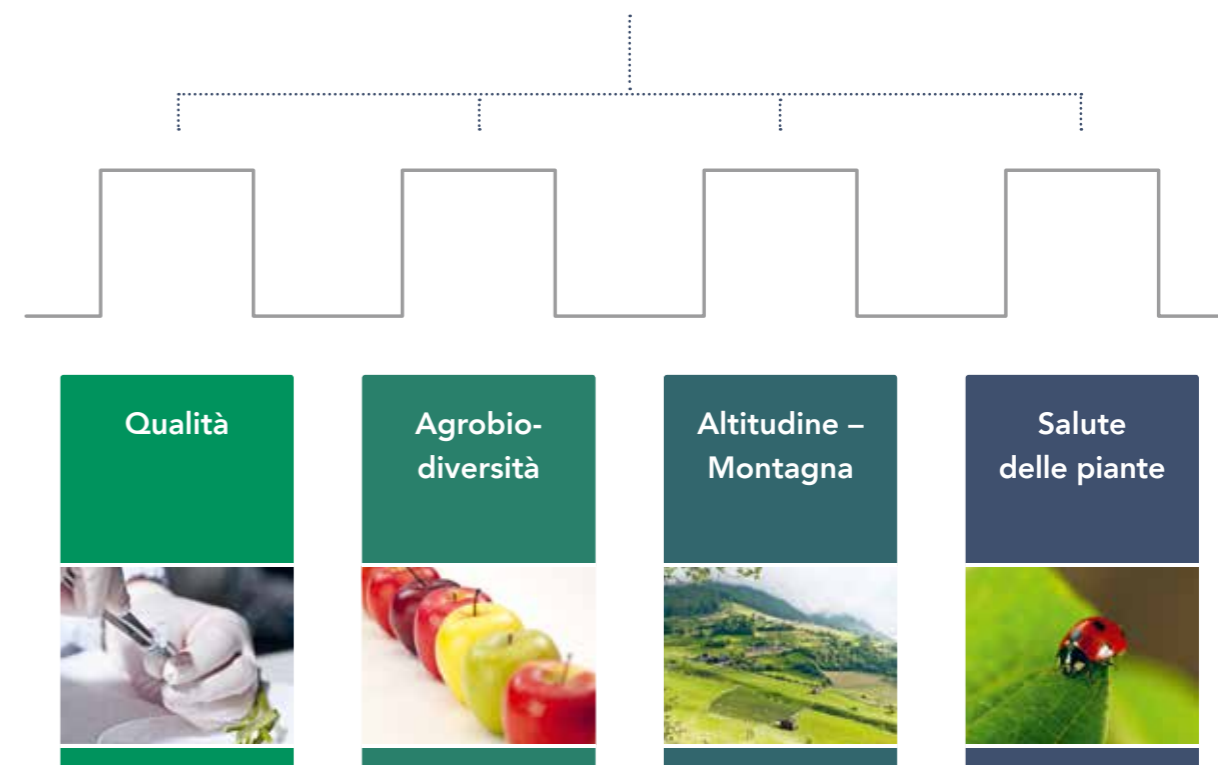 Qualità
Agrobio-
diversità
Altitudine –
Montagna
Salute
delle piante